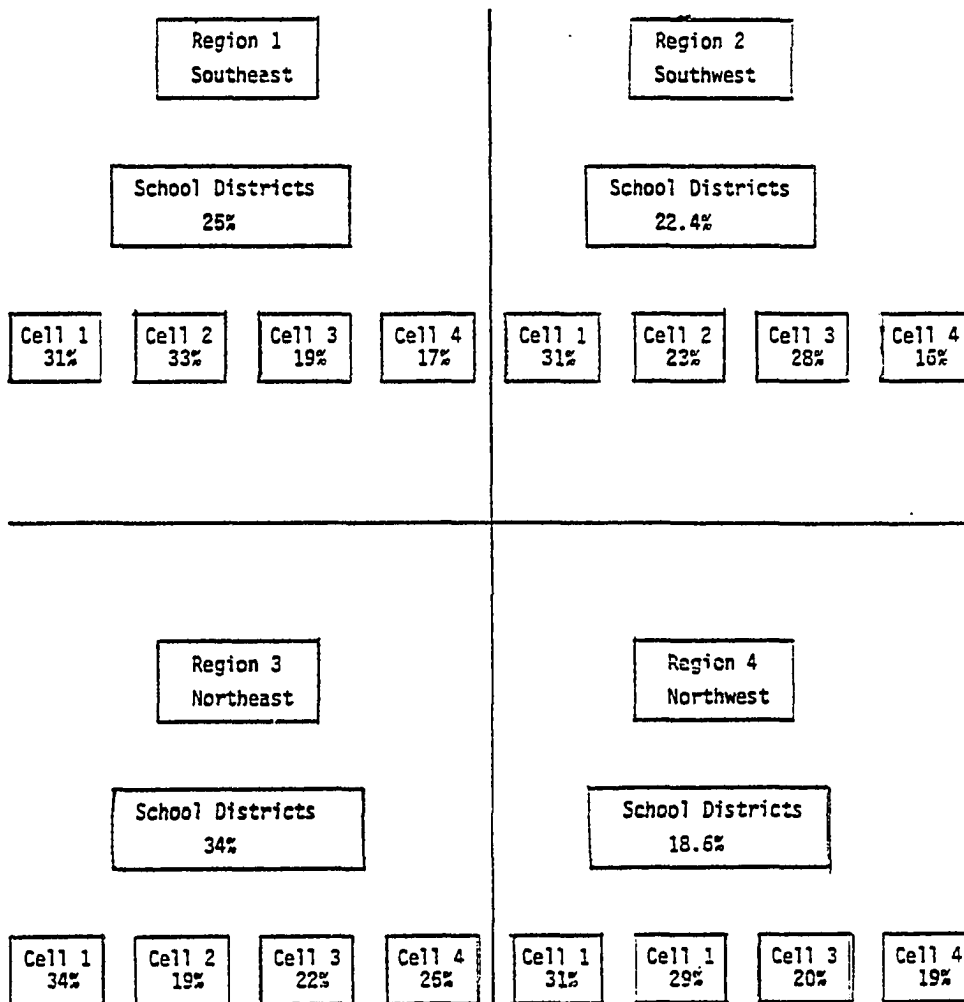 Region 1
Southeast
School Districts
25%
Cell 1
31%
Cell 2
33%
Cell 3
19%
Cell 4
17%
Region 2
Southwest
School Districts
22.4%
Cell 1
31%
Cell 2
23%
Cell 3
28%
Cell 4
16%
Region 3
Northeast
School Districts
34%
Cell 1
34%
Cell 2
19%
Cell 3
22%
Cell 4
26%
Region 4
Northwest
School Districts
18.6%
Cell 1
31%
Cell 1
29%
Cell 3
20%
Cell 4
19%